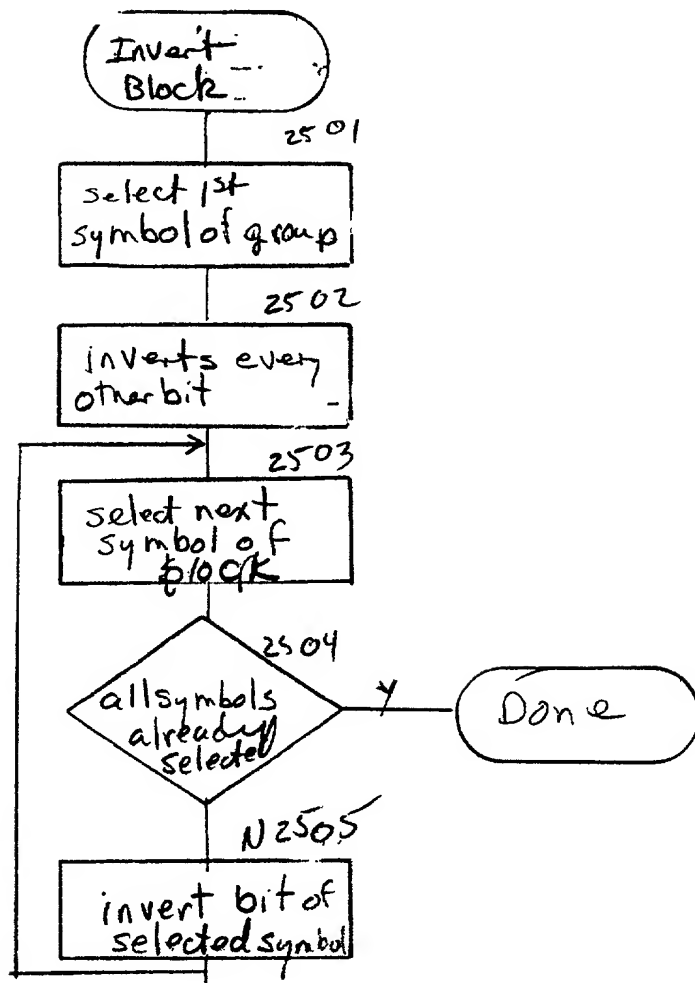 Invert
Block
2501
select 1st
symbol of group
2502
inverts every
other bit
2503
select next
symbol of
block
2504
all symbols
already
selected
Y
Done
N 2505
invert bit of
selected symbol